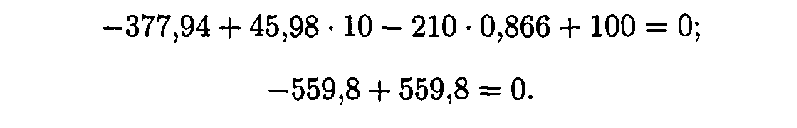 −377,94 + 45,98 · 10 − 210 · 0,866 + 100 = 0;
−559,8 + 559,8 = 0.